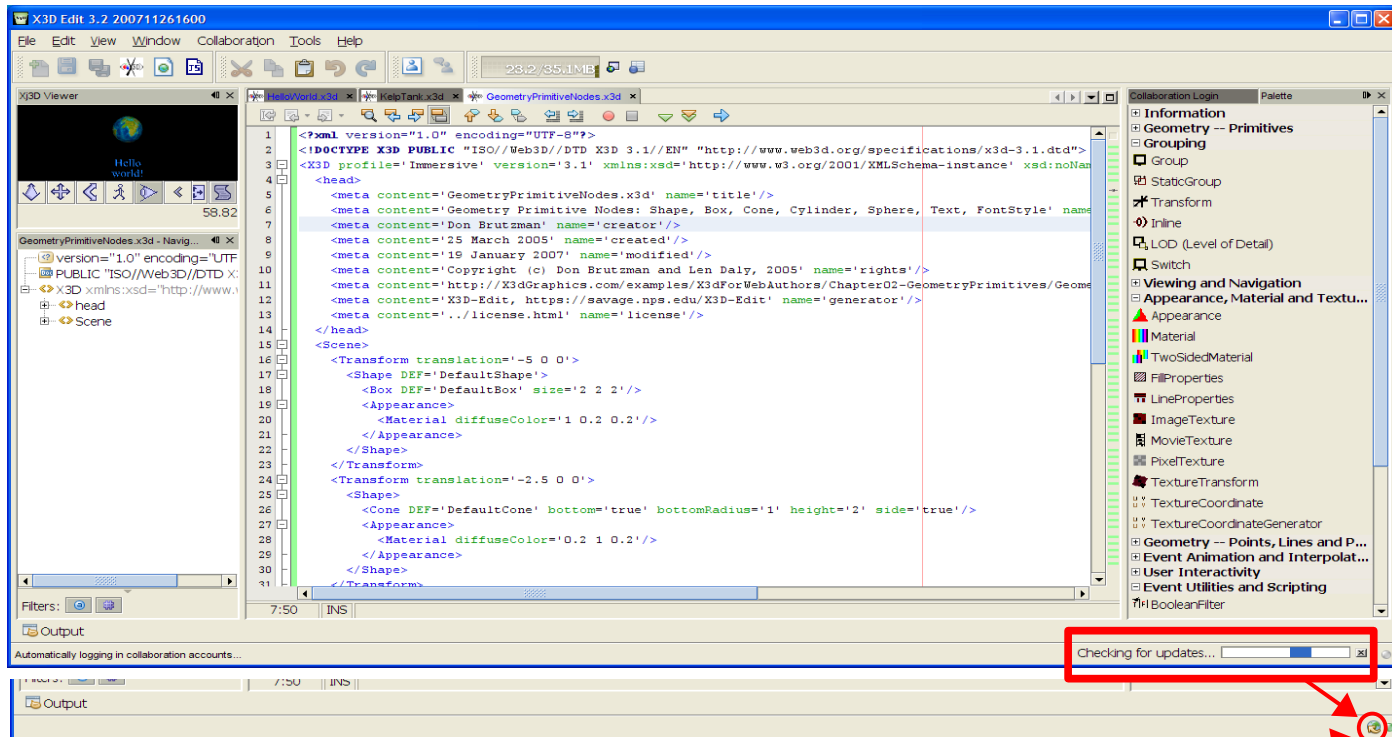 X3D Edit 3.2 200711261600
File Edit View Window Collaboration Tools Help
23.2/35.1MB
Xj3D Viewer
Hello
world!
58.82
GeometryPrimitiveNodes.x3d - Navig...
version="1.0" encoding="UTF
PUBLIC "ISO//Web3D//DTD X
X3D xmlns:xsd="http://www.
head
Scene
Filters:
HelloWorld.x3d KelpTank.x3d GeometryPrimitiveNodes.x3d
1 <?xml version="1.0" encoding="UTF-8"?>
2 <!DOCTYPE X3D PUBLIC "ISO//Web3D//DTD X3D 3.1//EN" "http://www.web3d.org/specifications/x3d-3.1.dtd">
3 <X3D profile='Immersive' version='3.1' xmlns:xsd='http://www.w3.org/2001/XMLSchema-instance' xsd:noNam
4 <head>
5 <meta content='GeometryPrimitiveNodes.x3d' name='title'/>
6 <meta content='Geometry Primitive Nodes: Shape, Box, Cone, Cylinder, Sphere, Text, FontStyle' name
7 <meta content='Don Brutzman' name='creator'/>
8 <meta content='25 March 2005' name='created'/>
9 <meta content='19 January 2007' name='modified'/>
10 <meta content='Copyright (c) Don Brutzman and Len Daly, 2005' name='rights'/>
11 <meta content='http://X3dGraphics.com/examples/X3dForWebAuthors/Chapter02-GeometryPrimitives/Geome
12 <meta content='X3D-Edit, https://savage.nps.edu/X3D-Edit' name='generator'/>
13 <meta content='../license.html' name='license'/>
14 </head>
15 <Scene>
16 <Transform translation='-5 0 0'>
17 <Shape DEF='DefaultShape'>
18 <Box DEF='DefaultBox' size='2 2 2'/>
19 <Appearance>
20 <Material diffuseColor='1 0.2 0.2'/>
21 </Appearance>
22 </Shape>
23 </Transform>
24 <Transform translation='-2.5 0 0'>
25 <Shape>
26 <Cone DEF='DefaultCone' bottom='true' bottomRadius='1' height='2' side='true'/>
27 <Appearance>
28 <Material diffuseColor='0.2 1 0.2'/>
29 </Appearance>
30 </Shape>
31 </Transform>
7:50 INS
Collaboration Login Palette
Information
Geometry -- Primitives
Grouping
Group
StaticGroup
Transform
Inline
LOD (Level of Detail)
Switch
Viewing and Navigation
Appearance, Material and Textu...
Appearance
Material
TwoSidedMaterial
FillProperties
LineProperties
ImageTexture
MovieTexture
PixelTexture
TextureTransform
TextureCoordinate
TextureCoordinateGenerator
Geometry -- Points, Lines and P...
Event Animation and Interpolat...
User Interactivity
Event Utilities and Scripting
BooleanFilter
Output
Automatically logging in collaboration accounts...
Checking for updates...
Filters:
7:50 INS
Output